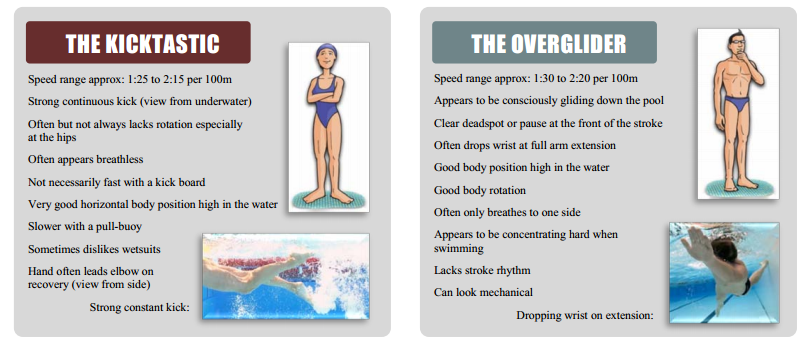 THE KICKTASTIC
Speed range approx: 1:25 to 2:15 per 100m
Strong continuous kick (view from underwater)
Often but not always lacks rotation especially
at the hips
Often appears breathless
Not necessarily fast with a kick board
Very good horizontal body position high in the water
Slower with a pull-buoy
Sometimes dislikes wetsuits
Hand often leads elbow on
recovery (view from side)
Strong constant kick:
THE OVERGLIDER
Speed range approx: 1:30 to 2:20 per 100m
Appears to be consciously gliding down the pool
Clear deadspot or pause at the front of the stroke
Often drops wrist at full arm extension
Good body position high in the water
Good body rotation
Often only breathes to one side
Appears to be concentrating hard when
swimming
Lacks stroke rhythm
Can look mechanical
Dropping wrist on extension: